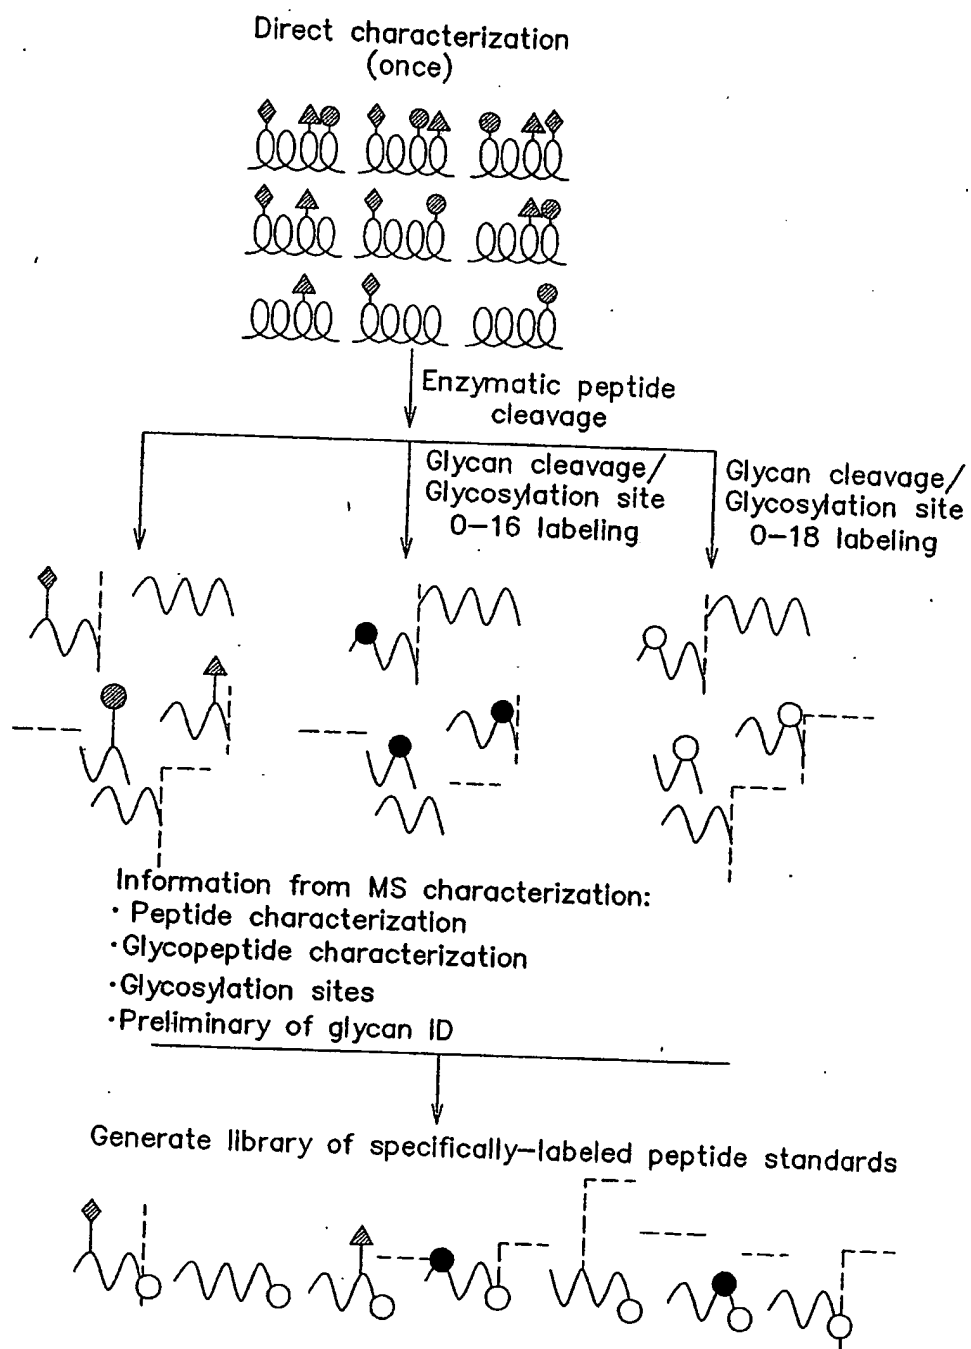 Direct characterization
(once)
Enzymatic peptide
cleavage
Glycan cleavage/
Glycosylation site
O-16 labeling
Glycan cleavage/
Glycosylation site
O-18 labeling
Information from MS characterization:
· Peptide characterization
·Glycopeptide characterization
·Glycosylation sites
·Preliminary of glycan ID
Generate library of specifically-labeled peptide standards